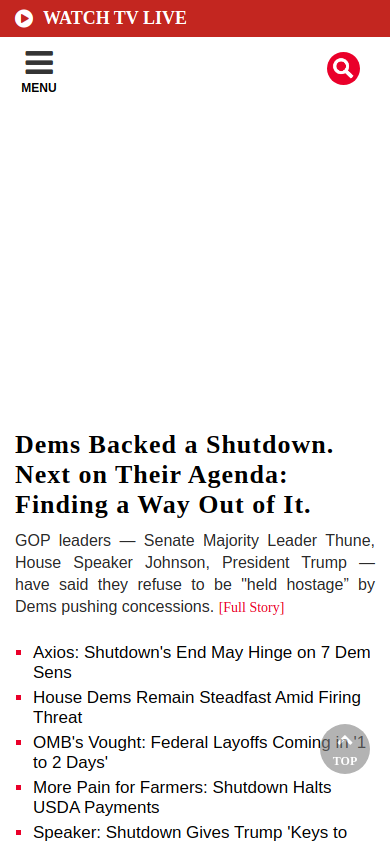 WATCH TV LIVE
MENU
Dems Backed a Shutdown.
Next on Their Agenda:
Finding a Way Out of It.
GOP leaders — Senate Majority Leader Thune,
House Speaker Johnson, President Trump —
have said they refuse to be "held hostage” by
Dems pushing concessions. [Full Story]
Axios: Shutdown's End May Hinge on 7 Dem
Sens
House Dems Remain Steadfast Amid Firing
Threat
OMB's Vought: Federal Layoffs Coming in '1
to 2 Days'
TOP
More Pain for Farmers: Shutdown Halts
USDA Payments
Speaker: Shutdown Gives Trump 'Keys to